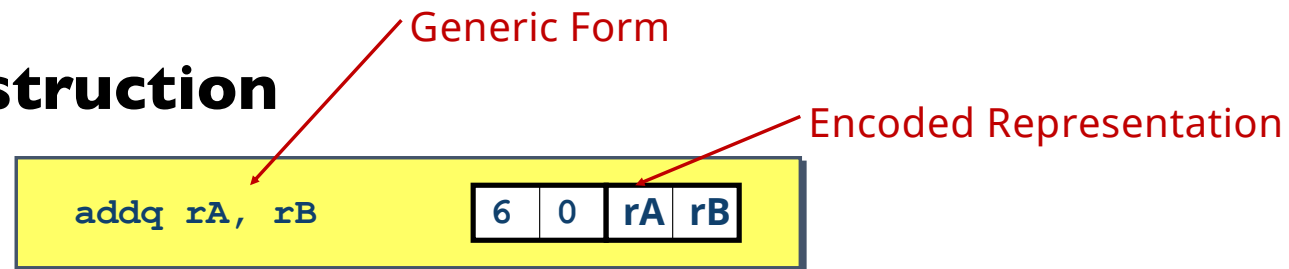 Generic Form
struction
Encoded Representation
addq rA, rB 6 0 rA rB